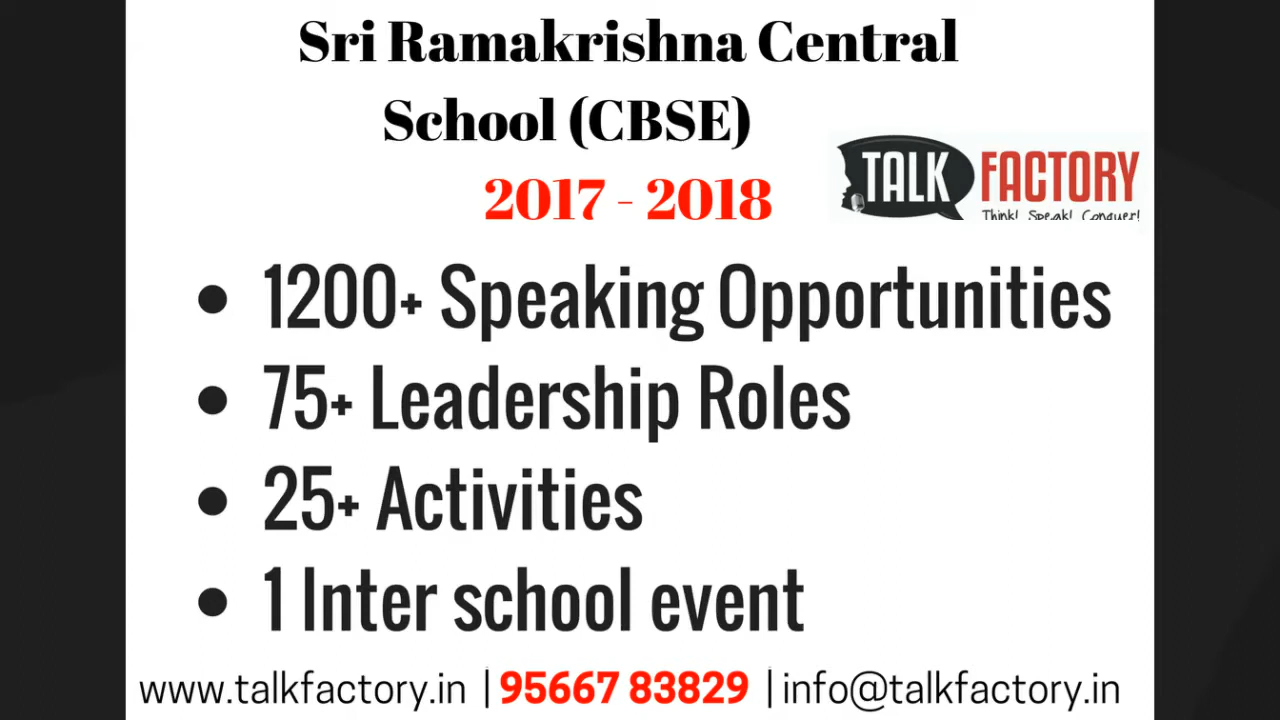 Sri Ramakrishna Central
School (CBSE)
2017 - 2018
TALK FACTORY
Think! Speak! Conquer!
• 1200+ Speaking Opportunities
• 75+ Leadership Roles
• 25+ Activities
• 1 Inter school event
www.talkfactory.in | 95667 83829 | info@talkfactory.in